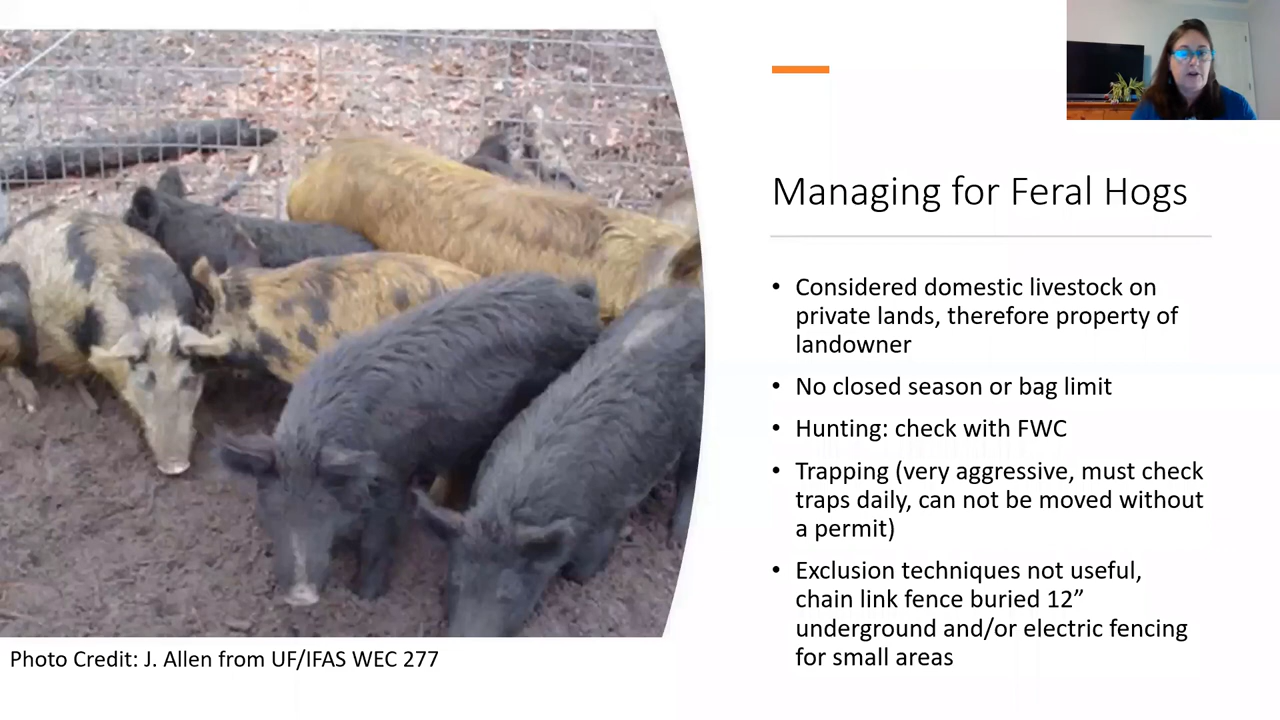 Managing for Feral Hogs
• Considered domestic livestock on
private lands, therefore property of
landowner
• No closed season or bag limit
• Hunting: check with FWC
• Trapping (very aggressive, must check
traps daily, can not be moved without
a permit)
• Exclusion techniques not useful,
chain link fence buried 12”
underground and/or electric fencing
for small areas
Photo Credit: J. Allen from UF/IFAS WEC 277